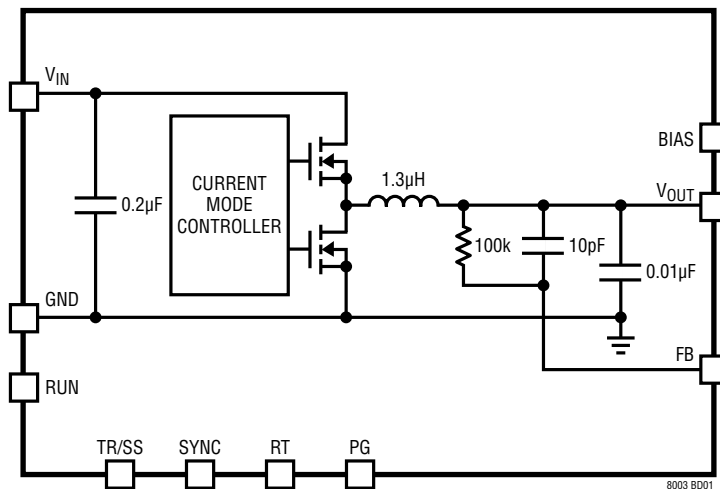 V_IN
BIAS
1.3µH
CURRENT
MODE
CONTROLLER
V_OUT
0.2µF
100k
10pF
0.01µF
GND
FB
RUN
TR/SS
SYNC
RT
PG
8003 BD01